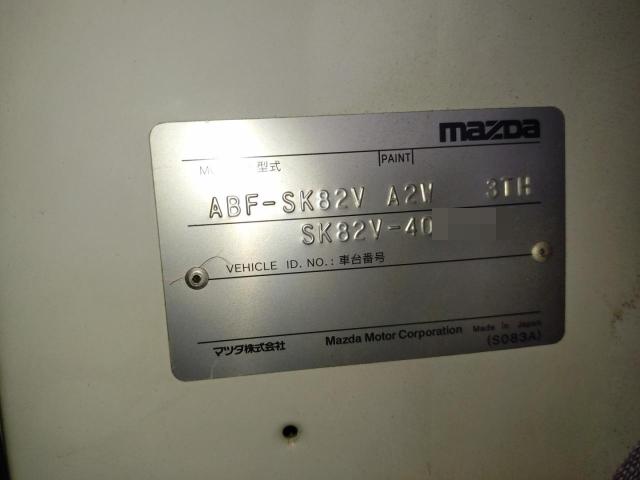 mazda
型式
PAINT
ABF-SK82V A2W 3TH
SK82V-40
VEHICLE ID. NO.: 車台番号
マツダ株式会社 Mazda Motor Corporation Made in Japan
(S083A)